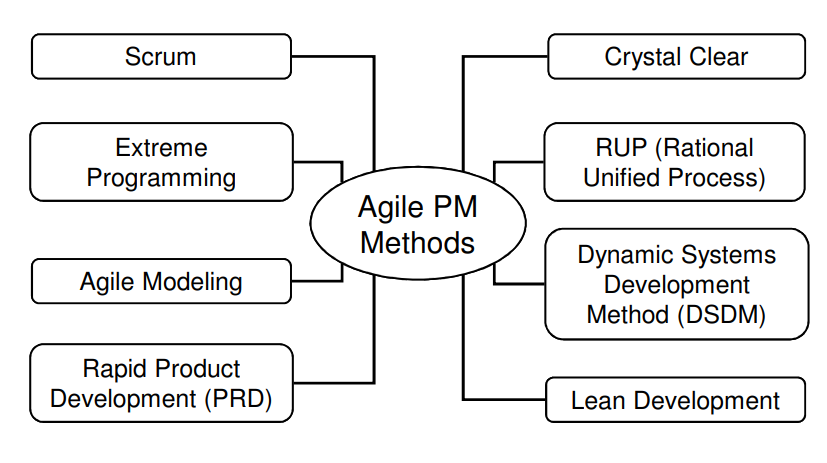 Scrum
Extreme
Programming
Agile Modeling
Rapid Product
Development (PRD)
Agile PM
Methods
Crystal Clear
RUP (Rational
Unified Process)
Dynamic Systems
Development
Method (DSDM)
Lean Development